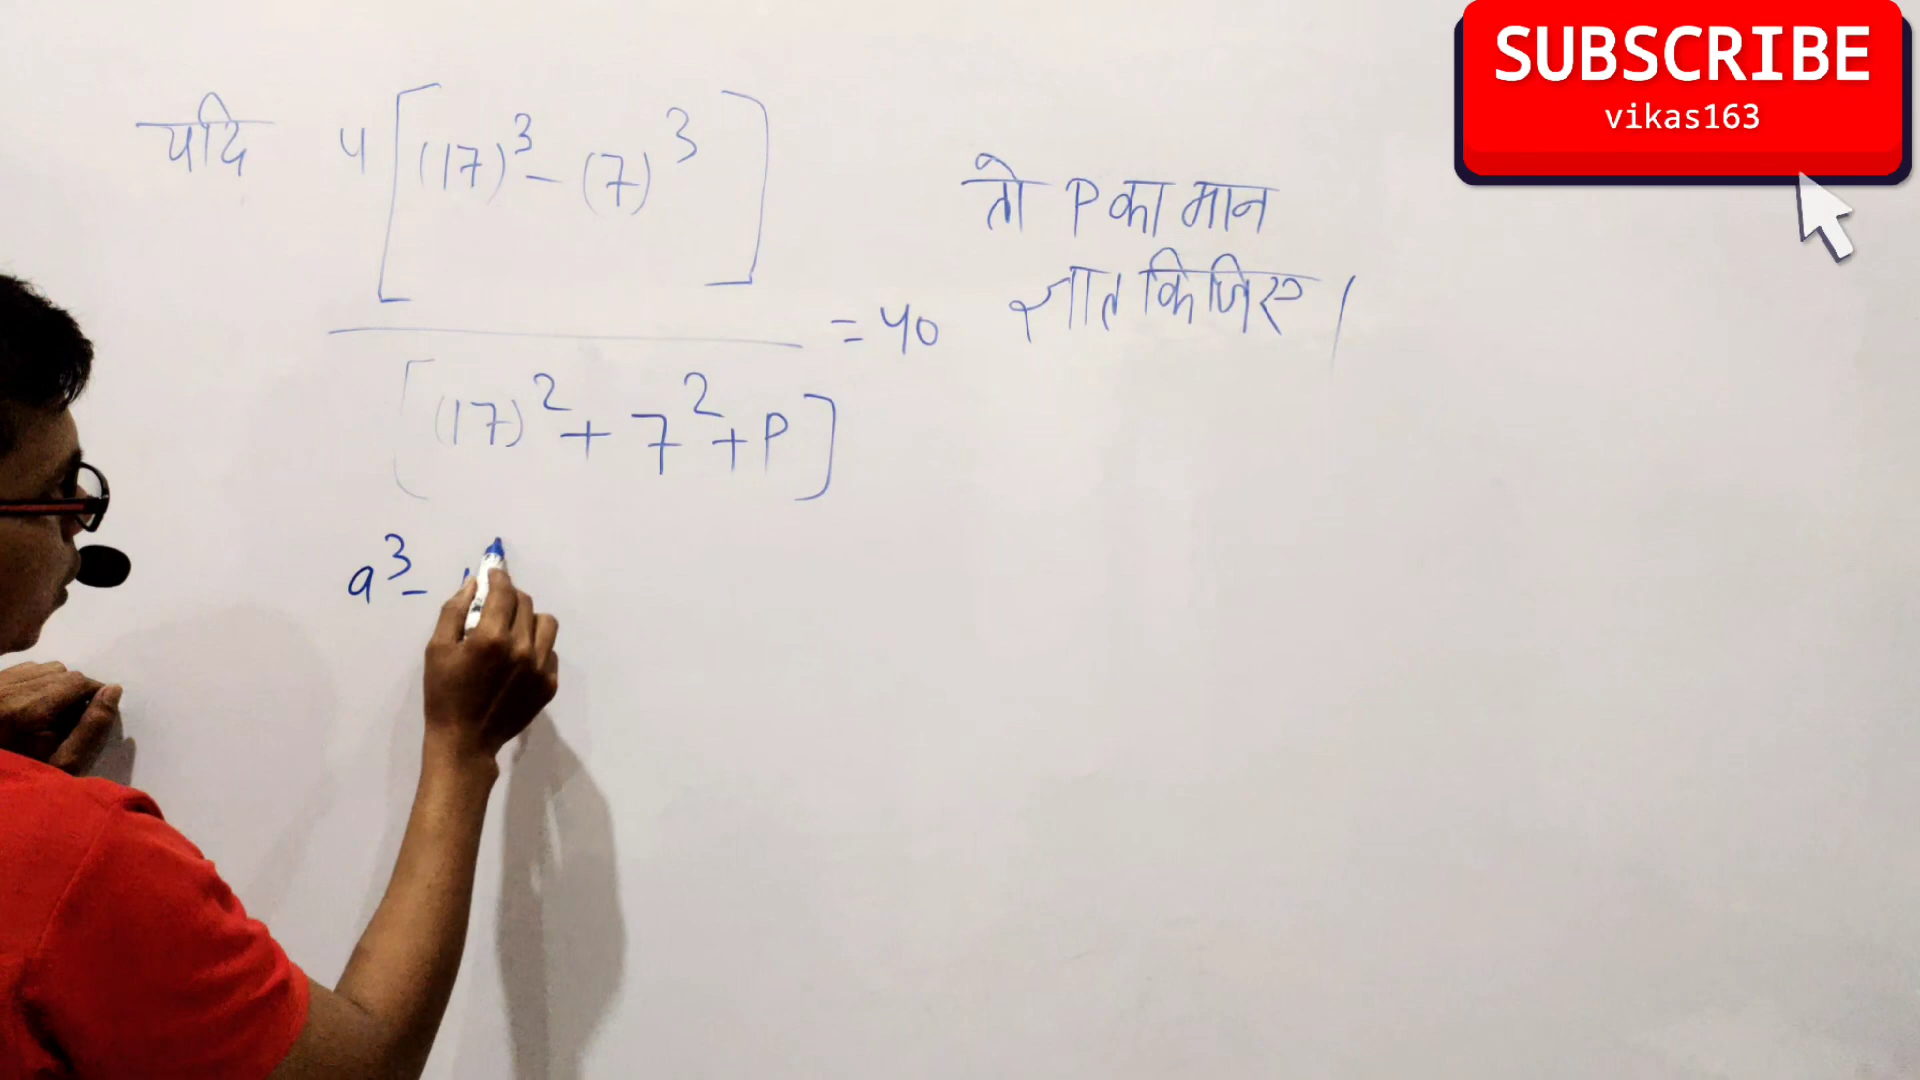 यदि 4[(17)³ - (7)³]
[(17)² + 7² + P]
= 40
तो P का मान
ज्ञात किजिए।
a³ -
SUBSCRIBE
vikas163